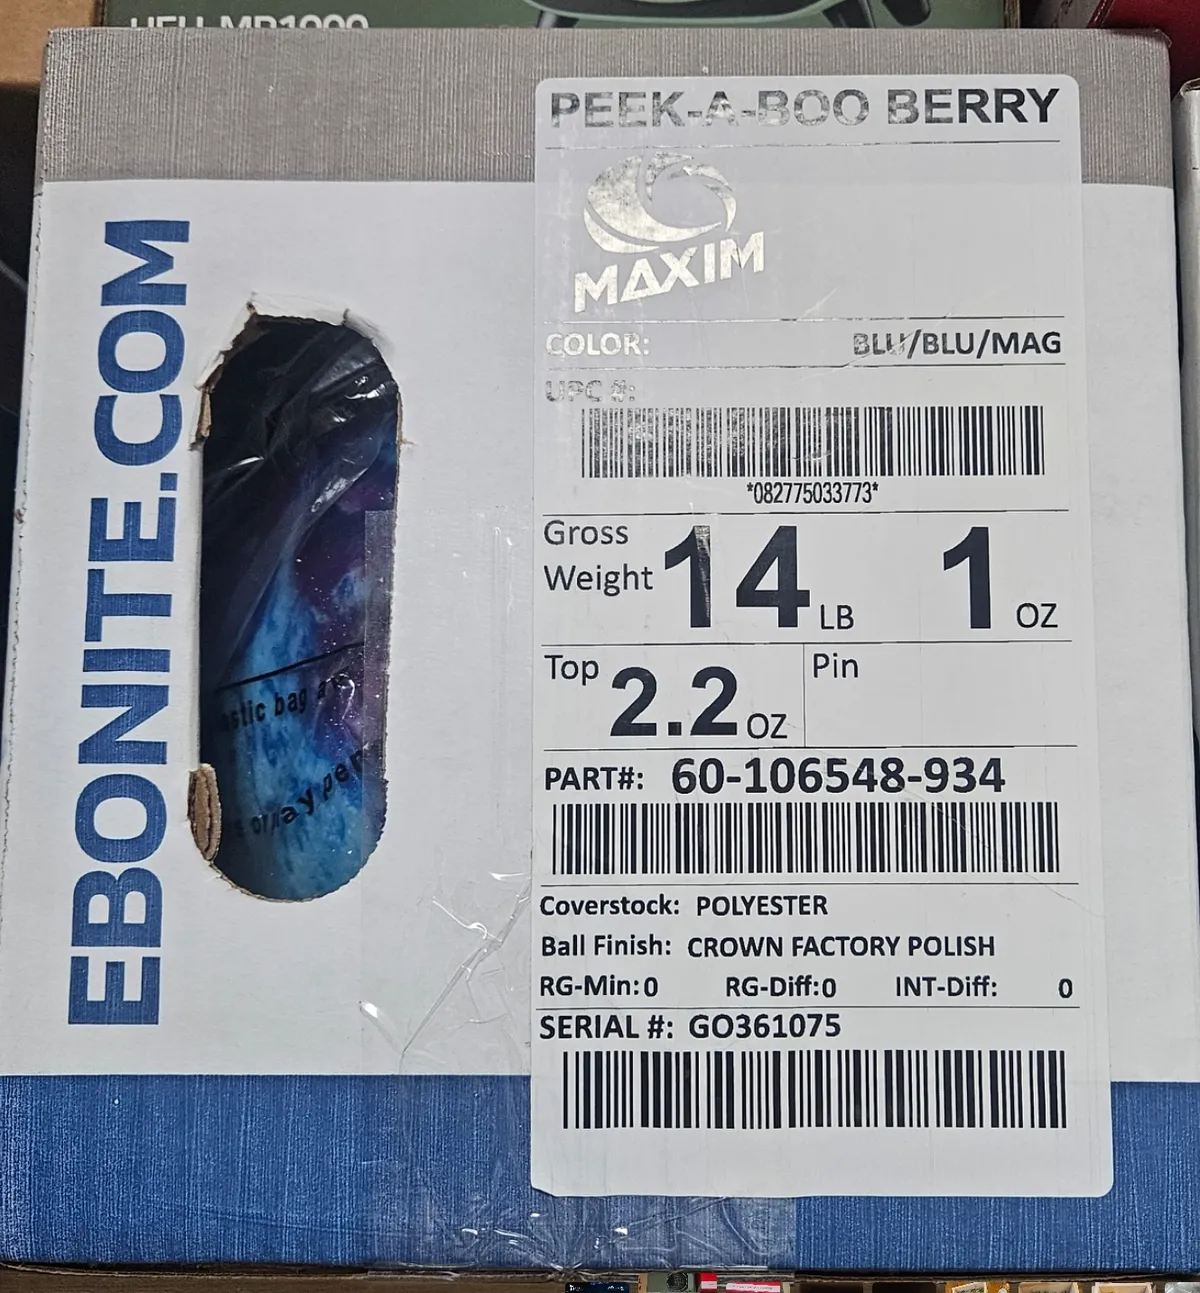 PEEK-A-BOO BERRY
MAXIM
COLOR: BLU/BLU/MAG
UPC #:
*082775033773*
Gross Weight 14 LB 1 OZ
Top 2.2 OZ Pin
PART#: 60-106548-934
Coverstock: POLYESTER
Ball Finish: CROWN FACTORY POLISH
RG-Min: 0 RG-Diff: 0 INT-Diff: 0
SERIAL #: GO361075
EBONITE.COM
bag